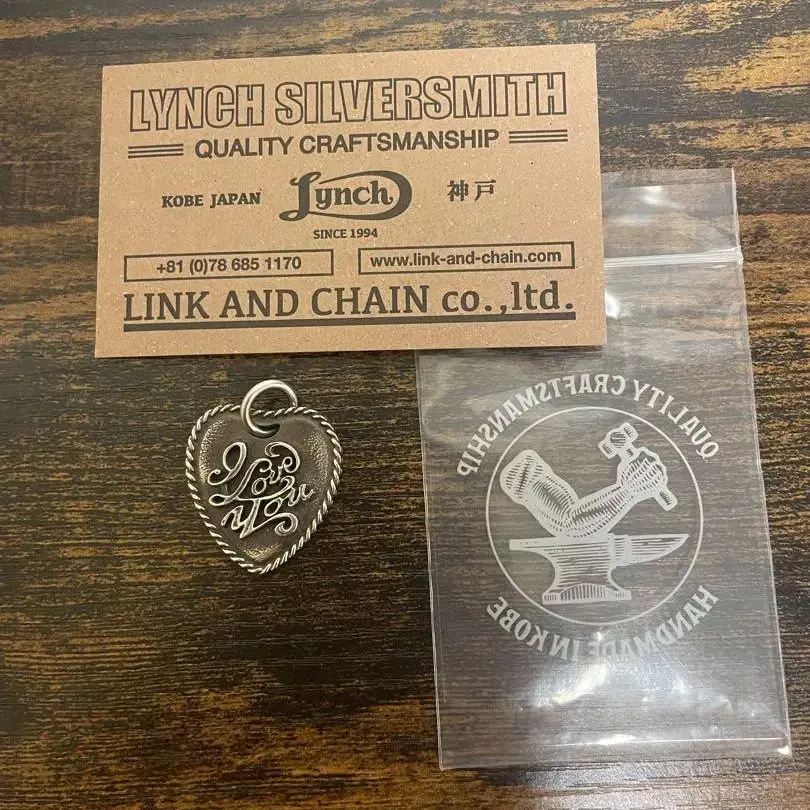 LYNCH SILVERSMITH
QUALITY CRAFTSMANSHIP
KOBE JAPAN Lynch 神戸
SINCE 1994
+81 (0)78 685 1170 www.link-and-chain.com
LINK AND CHAIN co.,ltd.
I Love You
QUALITY CRAFTSMANSHIP
HANDMADE IN KOBE